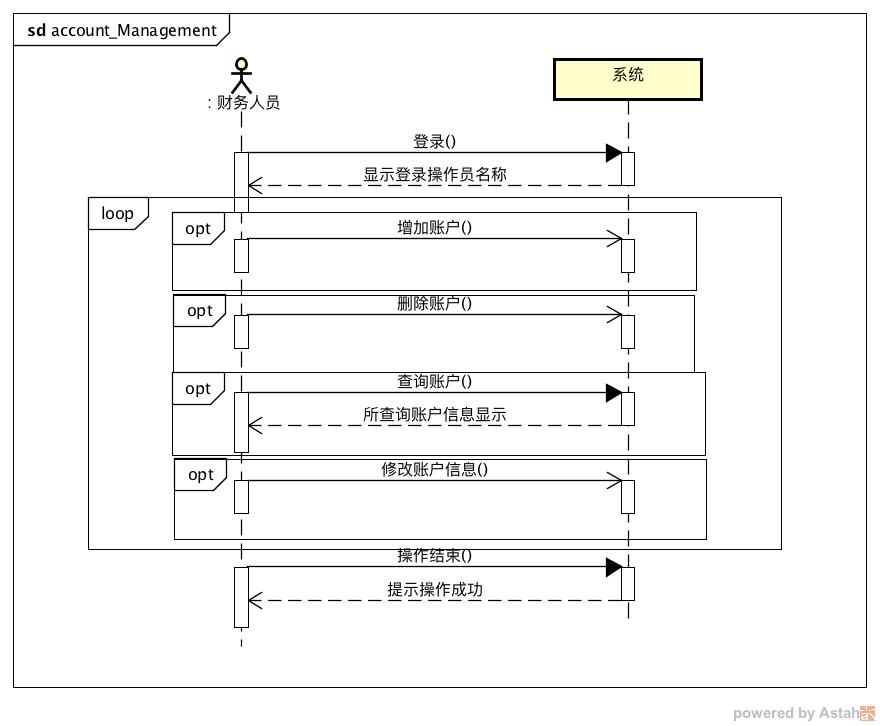 sd account_Management
: 财务人员
系统
登录()
显示登录操作员名称
loop
opt
增加账户()
opt
删除账户()
opt
查询账户()
所查询账户信息显示
opt
修改账户信息()
操作结束()
提示操作成功
powered by Astah